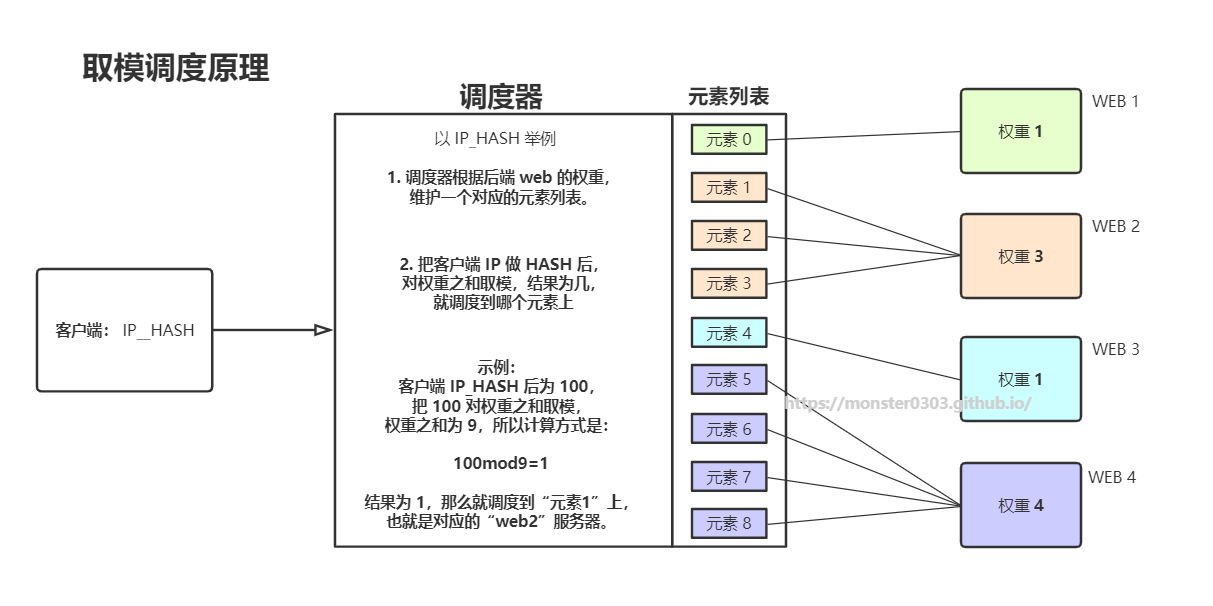 取模调度原理
调度器
元素列表
以 IP_HASH 举例
1. 调度器根据后端 web 的权重，
维护一个对应的元素列表。
2. 把客户端 IP 做 HASH 后，
对权重之和取模，结果为几，
就调度到哪个元素上
示例：
客户端 IP_HASH 后为 100，
把 100 对权重之和取模，
权重之和为 9，所以计算方式是：
100mod9=1
结果为 1，那么就调度到“元素1”上，
也就是对应的“web2”服务器。
客户端： IP__HASH
元素 0
元素 1
元素 2
元素 3
元素 4
元素 5
元素 6
元素 7
元素 8
WEB 1
权重 1
WEB 2
权重 3
WEB 3
权重 1
https://monster0303.github.io/
WEB 4
权重 4